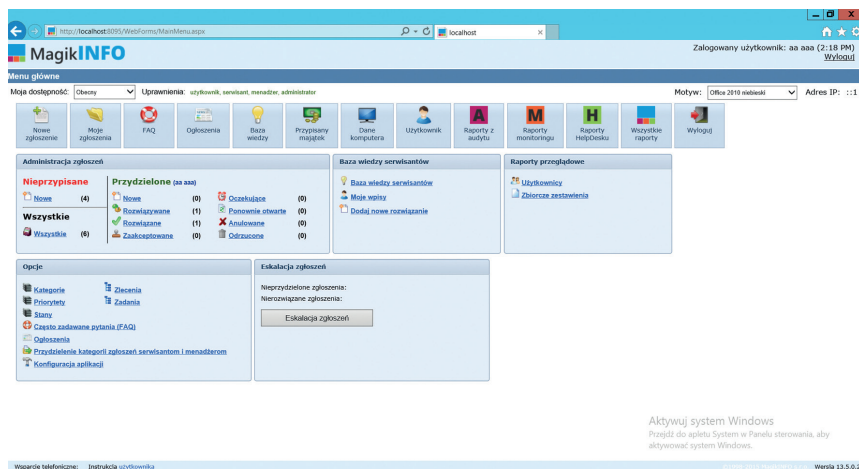 http://localhost:8095/WebForms/MainMenu.aspx
localhost
MagikINFO
Zalogowany użytkownik: aa aaa (2:18 PM)
Wyloguj
Menu główne
Moja dostępność: Obecny Uprawnienia: użytkownik, serwisant, menadżer, administrator Motyw: Office 2010 niebieski Adres IP: ::1
Nowe zgłoszenie
Moje zgłoszenia
FAQ
Ogłoszenia
Baza wiedzy
Przypisany majątek
Dane komputera
Użytkownik
A Raporty z audytu
M Raporty monitoringu
H Raporty HelpDesku
Wszystkie raporty
Wyloguj
Administracja zgłoszeń
Nieprzypisane
Nowe (4)
Wszystkie
Wszystkie (6)
Przydzielone (aa aaa)
Nowe (0)
Rozwiązywane (1)
Rozwiązane (1)
Zaakceptowane (0)
Oczekujące (0)
Ponownie otwarte (0)
Anulowane (0)
Odrzucone (0)
Baza wiedzy serwisantów
Baza wiedzy serwisantów
Moje wpisy
Dodaj nowe rozwiązanie
Raporty przeglądowe
Użytkownicy
Zbiorcze zestawienia
Opcje
Kategorie
Priorytety
Stany
Często zadawane pytania (FAQ)
Ogłoszenia
Przydzielenie kategorii zgłoszeń serwisantom i menadżerom
Konfiguracja aplikacji
Zlecenia
Zadania
Eskalacja zgłoszeń
Nieprzydzielone zgłoszenia:
Nierozwiązane zgłoszenia:
Eskalacja zgłoszeń
Aktywuj system Windows
Przejdź do apletu System w Panelu sterowania, aby
aktywować system Windows.
Wsparcie telefoniczne: Instrukcja użytkownika
Wersja 13.5.0.2